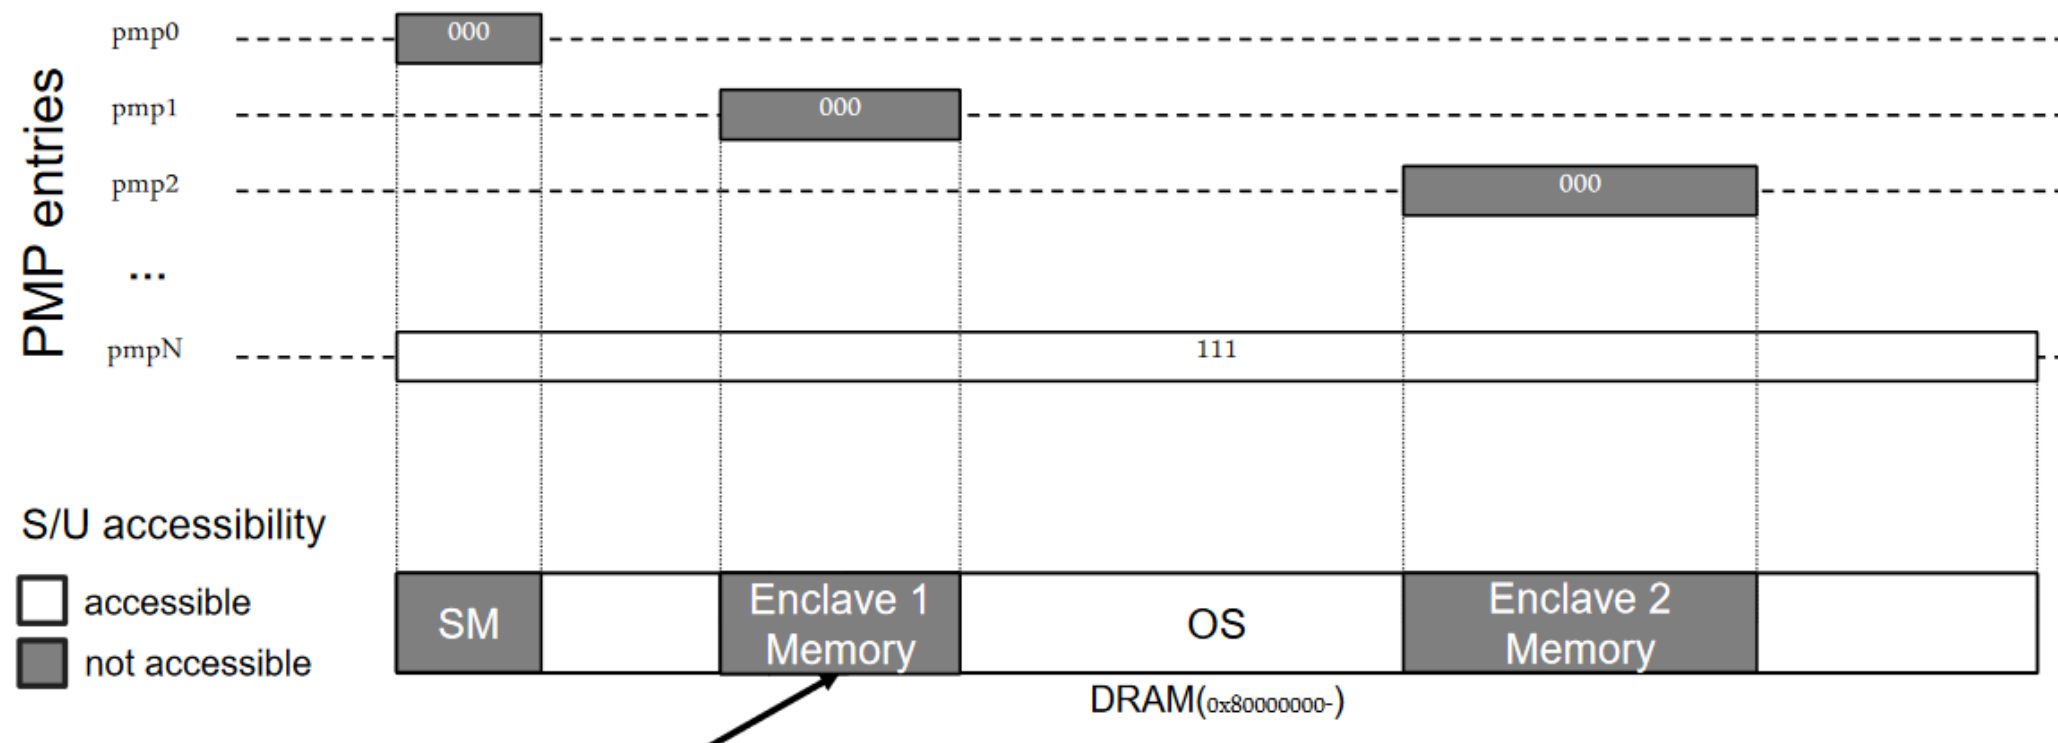 PMP entries
pmp0
000
pmp1
000
pmp2
000
...
pmpN
111
S/U accessibility
accessible
not accessible
SM
Enclave 1
Memory
OS
Enclave 2
Memory
DRAM(0x80000000-)